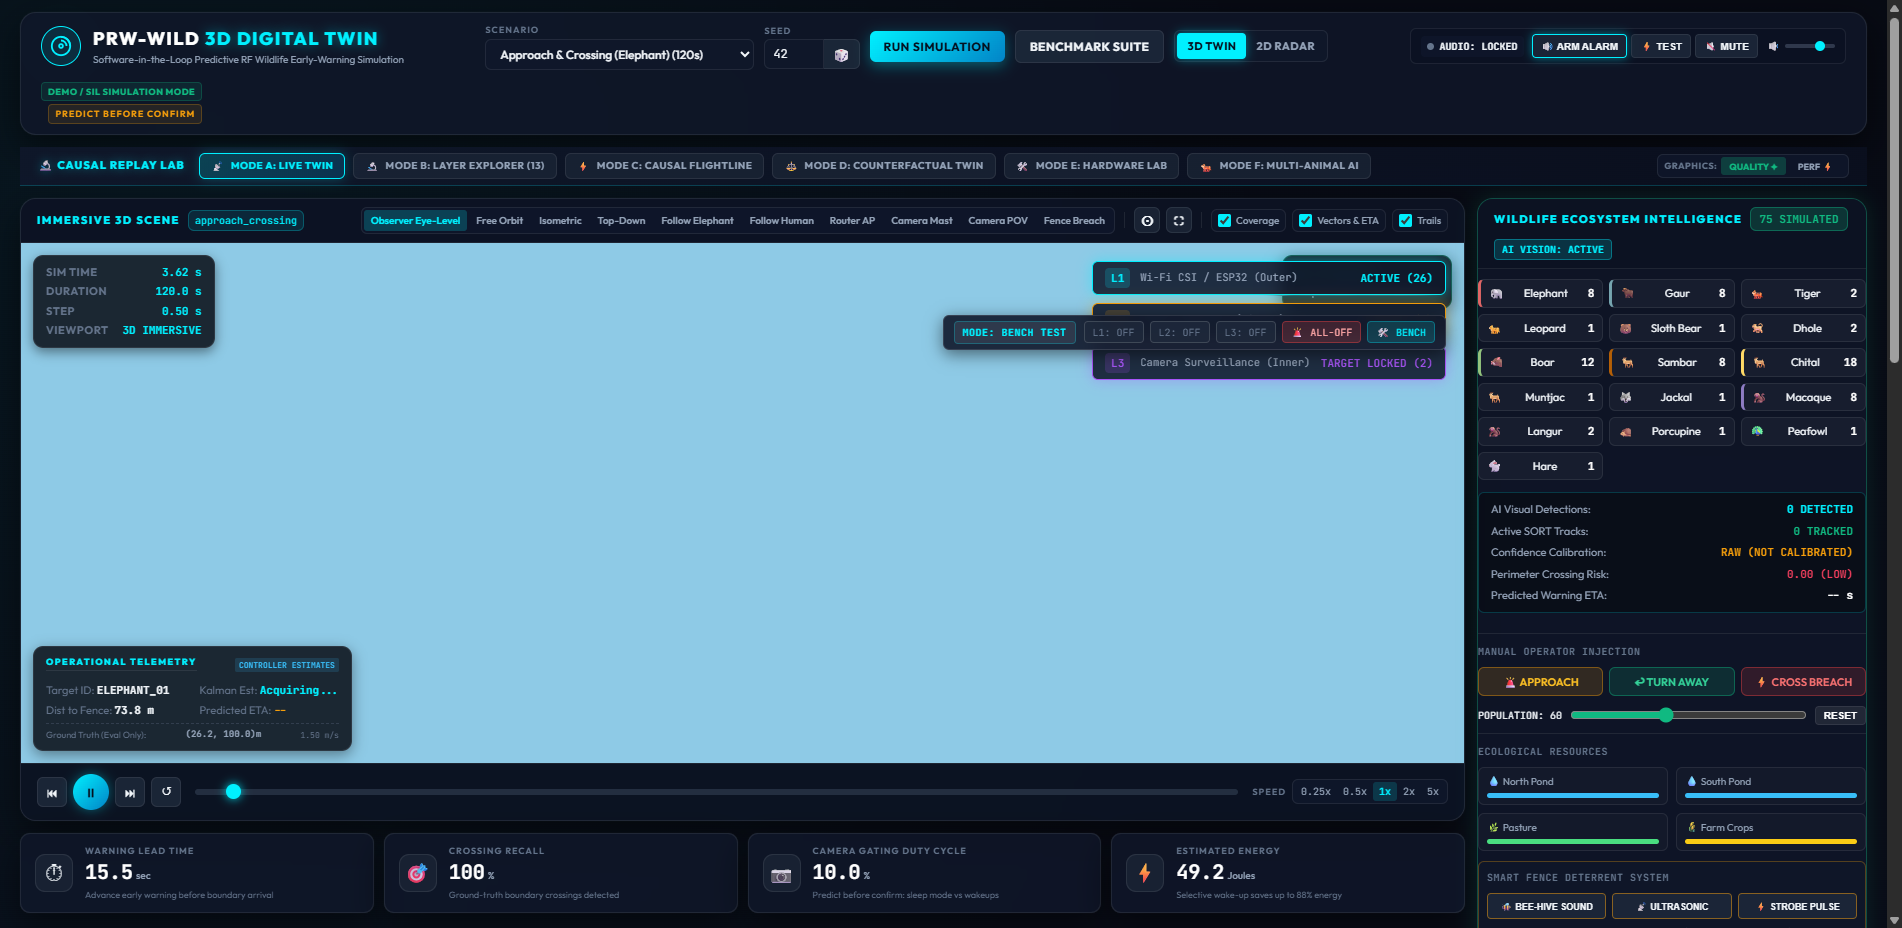 PRW-WILD 3D DIGITAL TWIN
Software-in-the-Loop Predictive RF Wildlife Early-Warning Simulation
DEMO / SIL SIMULATION MODE
PREDICT BEFORE CONFIRM
SCENARIO
Approach & Crossing (Elephant) (120s)
SEED
42
RUN SIMULATION
BENCHMARK SUITE
3D TWIN
2D RADAR
AUDIO: LOCKED
ARM ALARM
TEST
MUTE
CAUSAL REPLAY LAB
MODE A: LIVE TWIN
MODE B: LAYER EXPLORER (13)
MODE C: CAUSAL FLIGHTLINE
MODE D: COUNTERFACTUAL TWIN
MODE E: HARDWARE LAB
MODE F: MULTI-ANIMAL AI
GRAPHICS: QUALITY PERF
IMMERSIVE 3D SCENE approach_crossing
Observer Eye-Level
Free Orbit
Isometric
Top-Down
Follow Elephant
Follow Human
Router AP
Camera Mast
Camera POV
Fence Breach
Coverage
Vectors & ETA
Trails
SIM TIME 3.62 s
DURATION 120.0 s
STEP 0.50 s
VIEWPORT 3D IMMERSIVE
L1 Wi-Fi CSI / ESP32 (Outer) ACTIVE (26)
MODE: BENCH TEST L1: OFF L2: OFF L3: OFF ALL-OFF BENCH
L3 Camera Surveillance (Inner) TARGET LOCKED (2)
OPERATIONAL TELEMETRY CONTROLLER ESTIMATES
Target ID: ELEPHANT_01 Kalman Est: Acquiring...
Dist to Fence: 73.8 m Predicted ETA: --
Ground Truth (Eval Only): (26.2, 100.0)m 1.50 m/s
SPEED 0.25x 0.5x 1x 2x 5x
WARNING LEAD TIME
15.5 sec
Advance early warning before boundary arrival
CROSSING RECALL
100 %
Ground-truth boundary crossings detected
CAMERA GATING DUTY CYCLE
10.0 %
Predict before confirm: sleep mode vs wakeups
ESTIMATED ENERGY
49.2 Joules
Selective wake-up saves up to 88% energy
WILDLIFE ECOSYSTEM INTELLIGENCE 75 SIMULATED
AI VISION: ACTIVE
Elephant 8
Gaur 8
Tiger 2
Leopard 1
Sloth Bear 1
Dhole 2
Boar 12
Sambar 8
Chital 18
Muntjac 1
Jackal 1
Macaque 8
Langur 2
Porcupine 1
Peafowl 1
Hare 1
AI Visual Detections: 0 DETECTED
Active SORT Tracks: 0 TRACKED
Confidence Calibration: RAW (NOT CALIBRATED)
Perimeter Crossing Risk: 0.00 (LOW)
Predicted Warning ETA: -- s
MANUAL OPERATOR INJECTION
APPROACH
TURN AWAY
CROSS BREACH
POPULATION: 60 RESET
ECOLOGICAL RESOURCES
North Pond
South Pond
Pasture
Farm Crops
SMART FENCE DETERRENT SYSTEM
BEE-HIVE SOUND
ULTRASONIC
STROBE PULSE